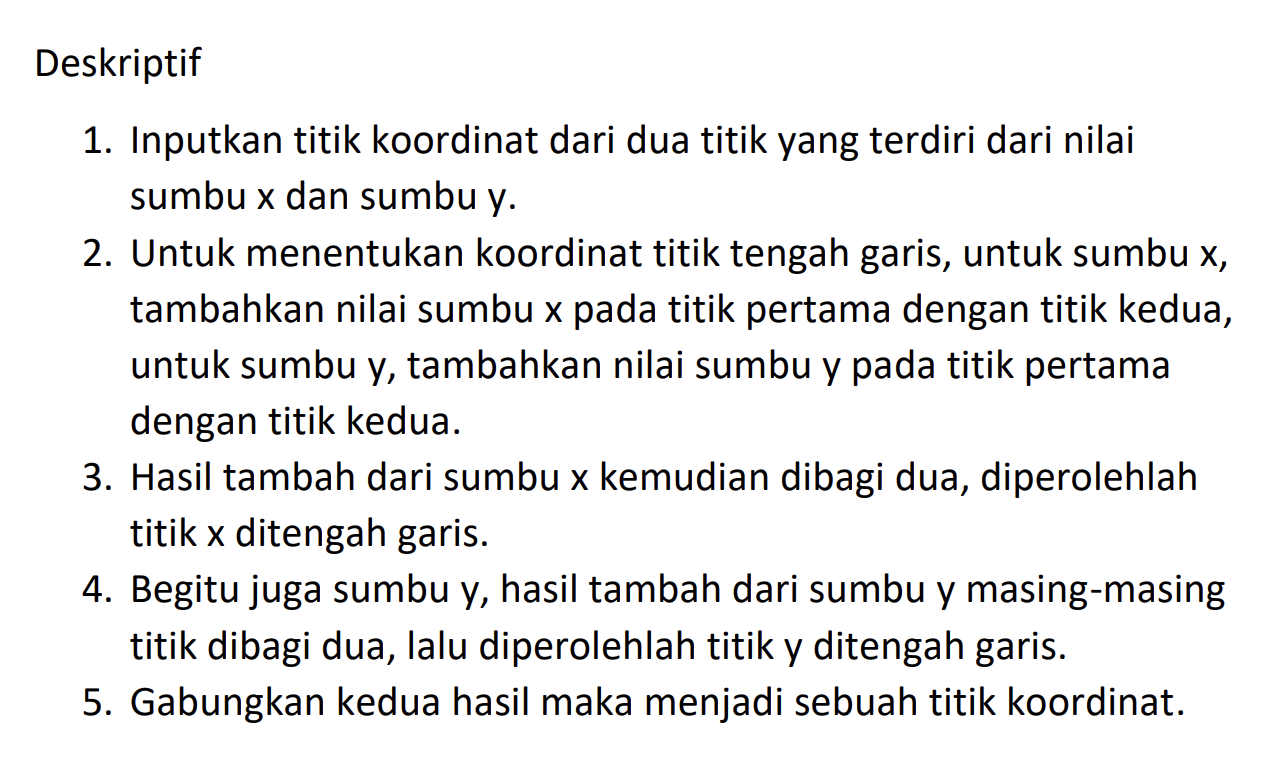 Deskriptif
1. Inputkan titik koordinat dari dua titik yang terdiri dari nilai
sumbu x dan sumbu y.
2. Untuk menentukan koordinat titik tengah garis, untuk sumbu x,
tambahkan nilai sumbu x pada titik pertama dengan titik kedua,
untuk sumbu y, tambahkan nilai sumbu y pada titik pertama
dengan titik kedua.
3. Hasil tambah dari sumbu x kemudian dibagi dua, diperolehlah
titik x ditengah garis.
4. Begitu juga sumbu y, hasil tambah dari sumbu y masing-masing
titik dibagi dua, lalu diperolehlah titik y ditengah garis.
5. Gabungkan kedua hasil maka menjadi sebuah titik koordinat.